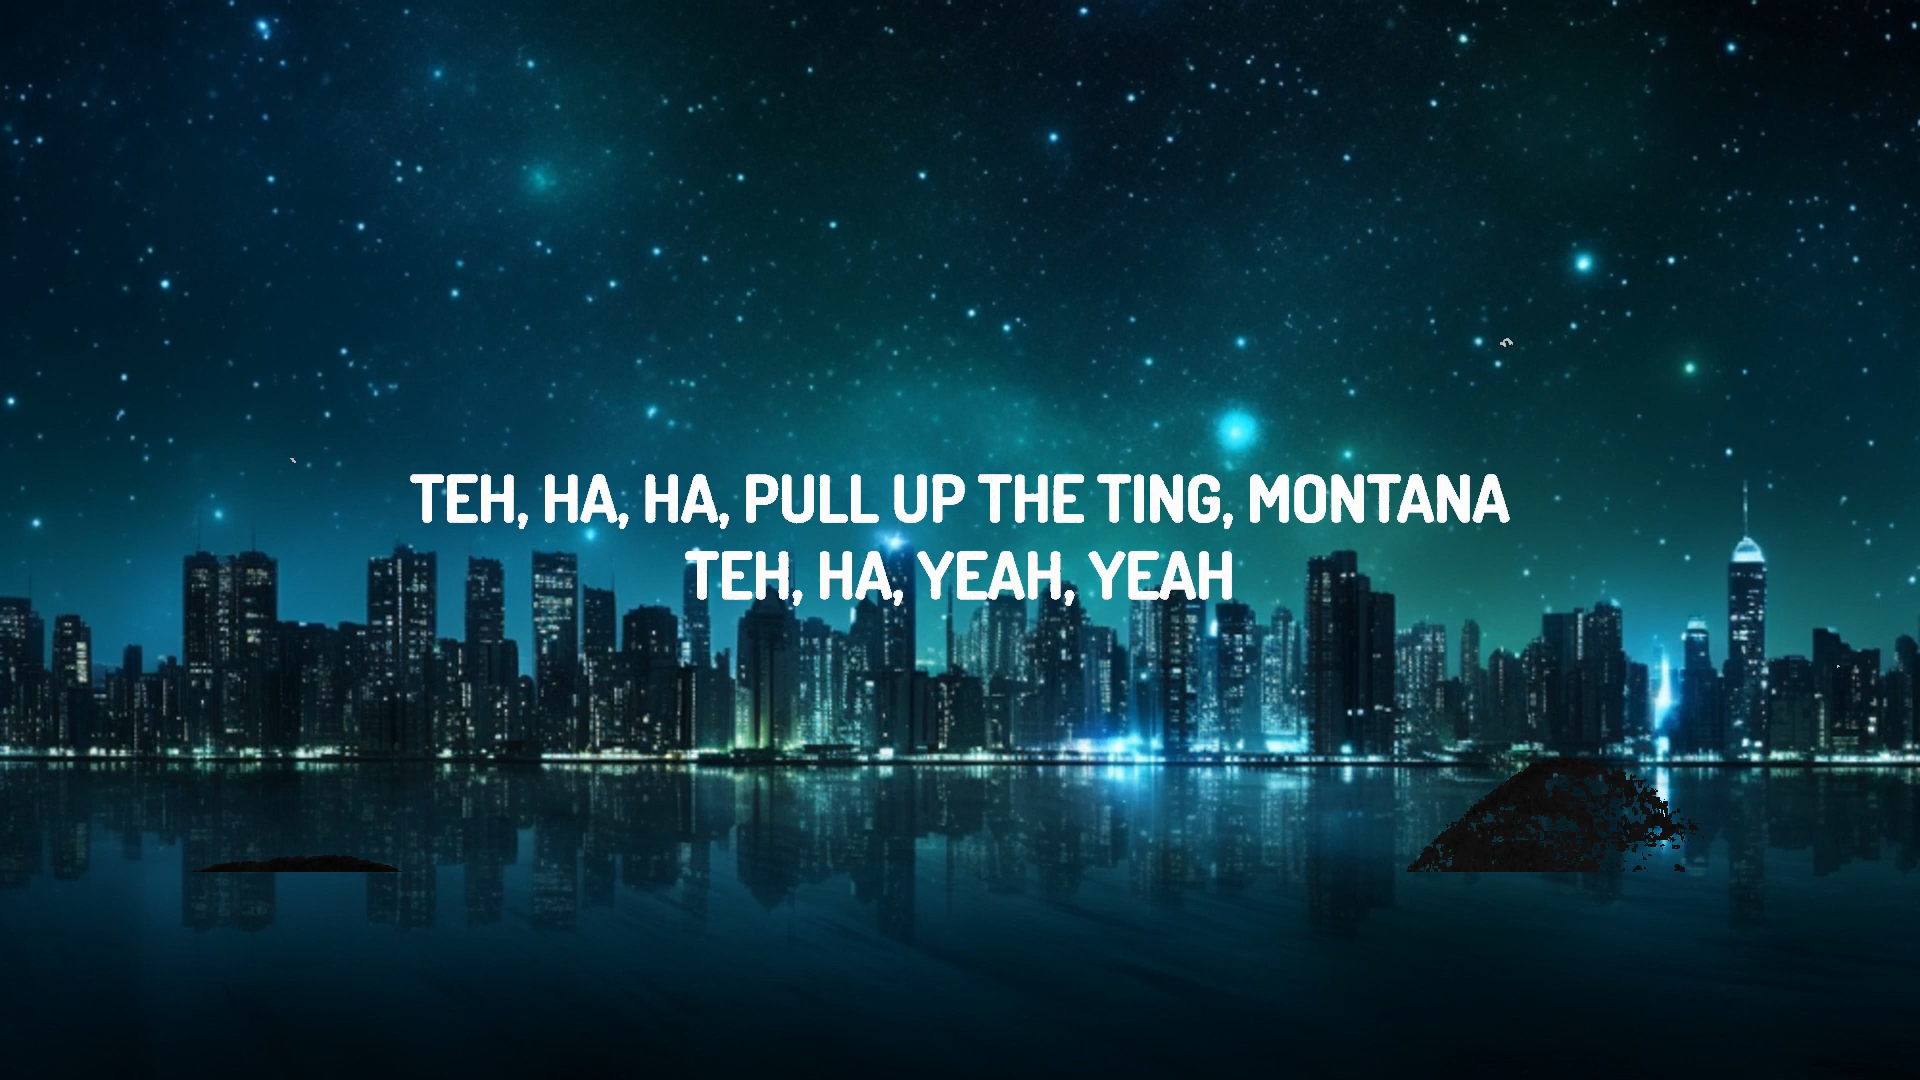 TEH, HA, HA, PULL UP THE TING, MONTANA
TEH, HA, YEAH, YEAH